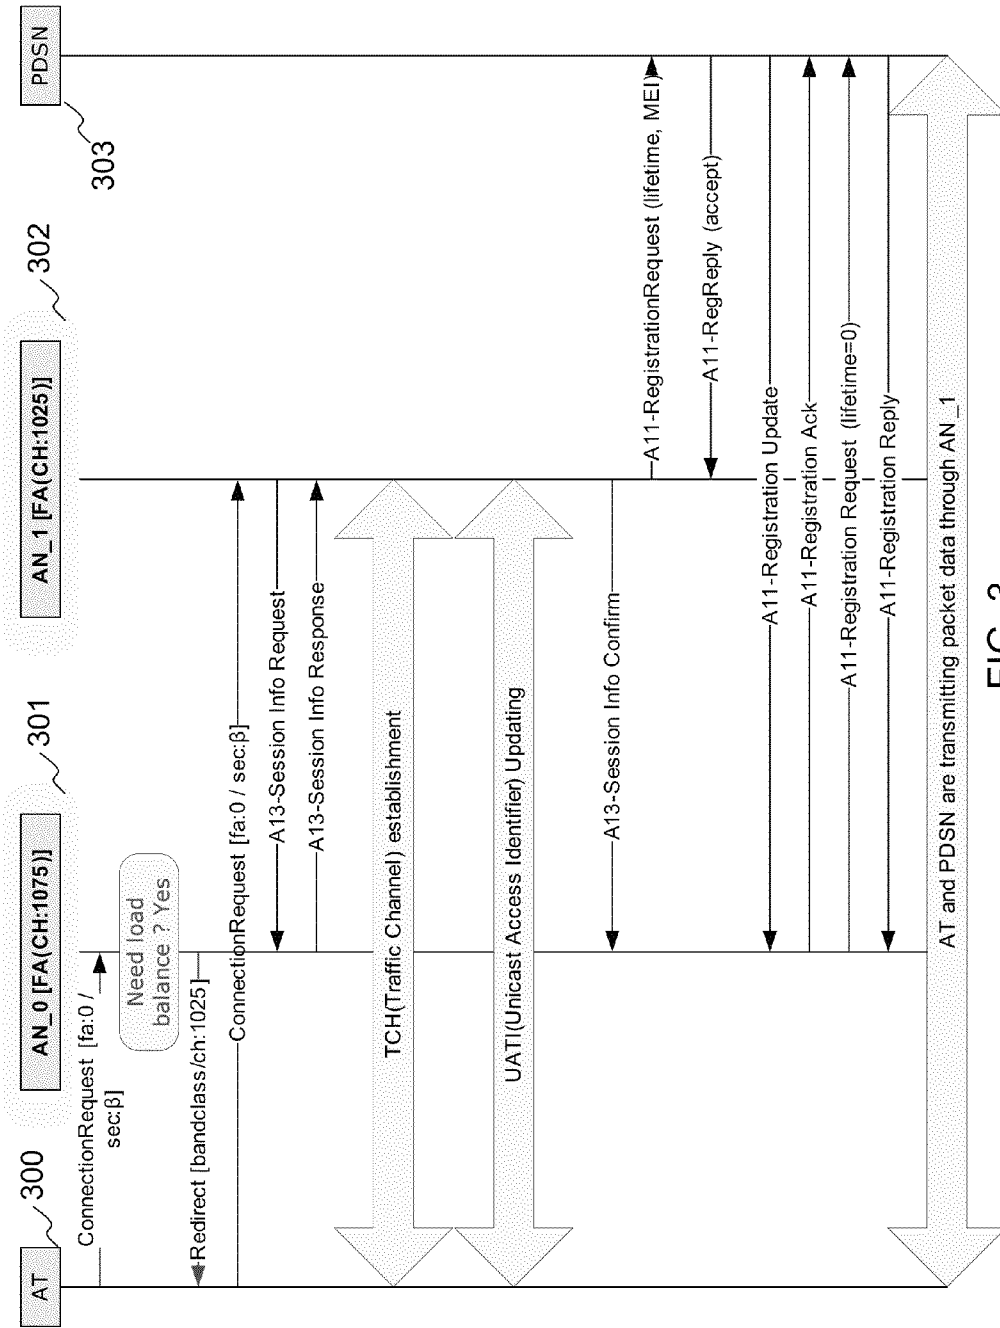 AT
300
AN_0 [FA(CH:1075)]
301
AN_1 [FA(CH:1025)]
302
PDSN
303
ConnectionRequest [fa:0 /
sec:β]
Need load
balance ? Yes
Redirect [bandclass/ch:1025]
ConnectionRequest [fa:0 / sec:β]
A13-Session Info Request
A13-Session Info Response
TCH(Traffic Channel) establishment
UATI(Unicast Access Identifier) Updating
A13-Session Info Confirm
A11-RegistrationRequest (lifetime, MEI)
A11-RegReply (accept)
A11-Registration Update
A11-Registration Ack
A11-Registration Request (lifetime=0)
A11-Registration Reply
AT and PDSN are transmitting packet data through AN_1